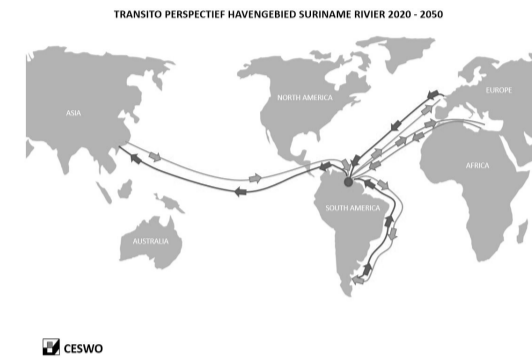 TRANSITO PERSPECTIEF HAVENGEBIED SURINAME RIVIER 2020 - 2050
NORTH AMERICA
EUROPE
ASIA
AFRICA
SOUTH AMERICA
AUSTRALIA
CESWO